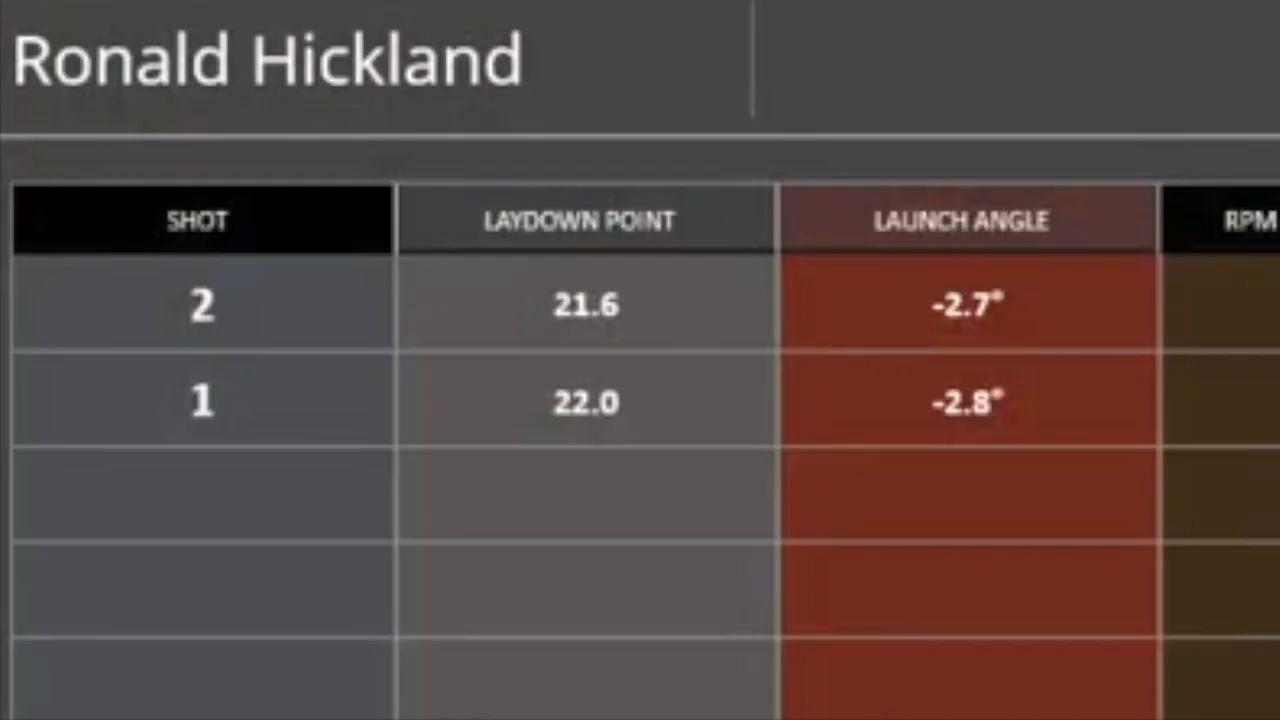 Ronald Hickland
SHOT LAYDOWN POINT LAUNCH ANGLE RPM
2 21.6 -2.7°
1 22.0 -2.8°